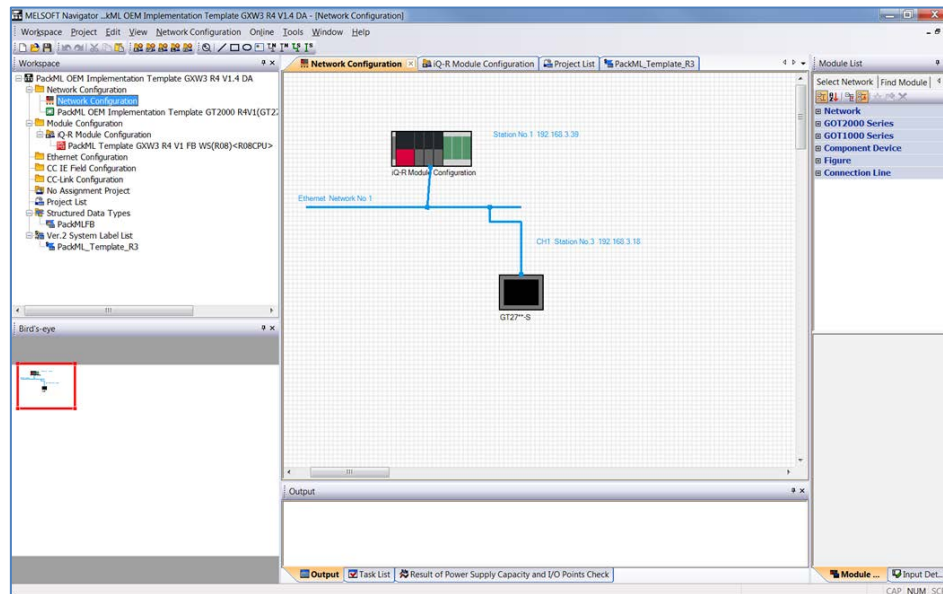 MELSOFT Navigator ...kML OEM Implementation Template GXW3 R4 V1.4 DA - [Network Configuration]
Workspace Project Edit View Network Configuration Online Tools Window Help
Workspace
PackML OEM Implementation Template GXW3 R4 V1.4 DA
Network Configuration
Network Configuration
PackML OEM Implementation Template GT2000 R4V1(GT2
Module Configuration
iQ-R Module Configuration
PackML Template GXW3 R4 V1 FB WS(R08)<R08CPU>
Ethernet Configuration
CC IE Field Configuration
CC-Link Configuration
No Assignment Project
Project List
Structured Data Types
PackMLFB
Ver.2 System Label List
PackML_Template_R3
Bird's-eye
Network Configuration iQ-R Module Configuration Project List PackML_Template_R3
Station No.1 192.168.3.39
iQ-R Module Configuration
Ethernet Network No.1
CH1 Station No.3 192.168.3.18
GT27**-S
Output
Output Task List Result of Power Supply Capacity and I/O Points Check
Module List
Select Network Find Module
Network
GOT2000 Series
GOT1000 Series
Component Device
Figure
Connection Line
Module ... Input Det...
CAP NUM SCR